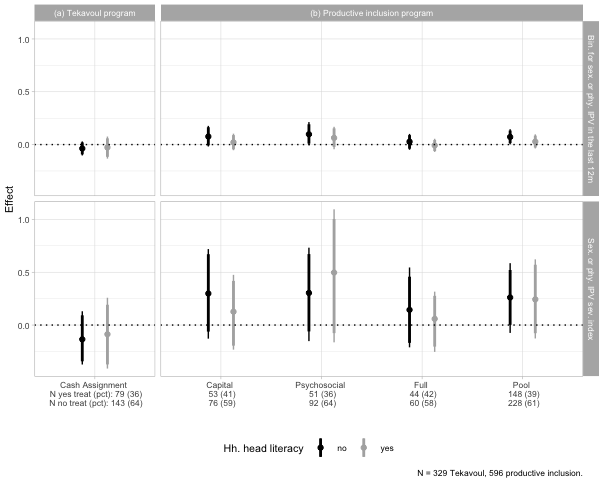 (a) Tekavoul program
(b) Productive inclusion program
1.0
0.5
0.0
Bin. for sex. or phy. IPV in the last 12m
Effect
1.0
0.5
0.0
Sex. or phy. IPV sev. index
Cash Assignment
N yes treat (pct): 79 (36)
N no treat (pct): 143 (64)
Capital
53 (41)
76 (59)
Psychosocial
51 (36)
92 (64)
Full
44 (42)
60 (58)
Pool
148 (39)
228 (61)
Hh. head literacy
no
yes
N = 329 Tekavoul, 596 productive inclusion.